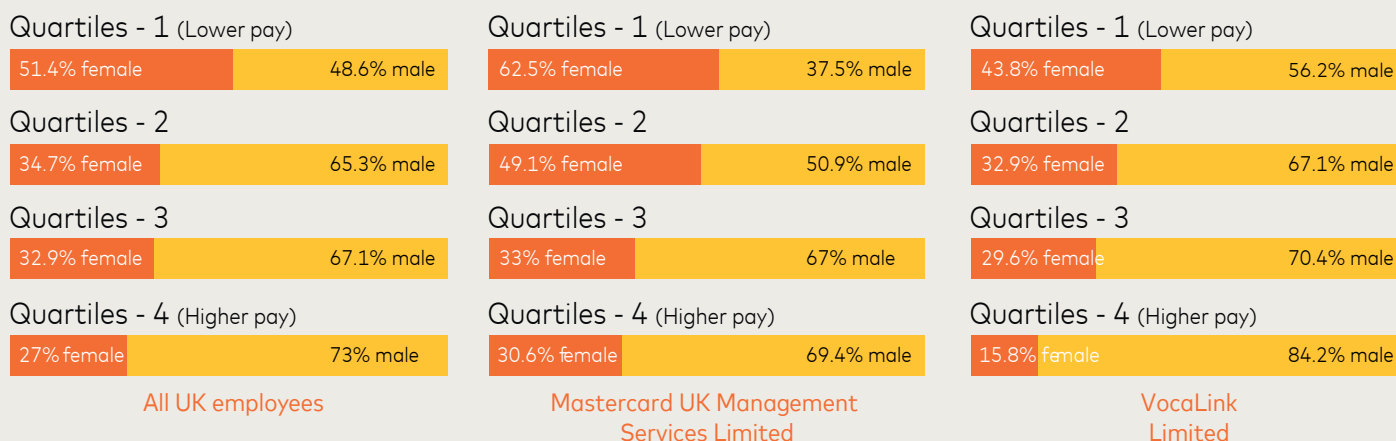 Quartiles - 1 (Lower pay)
51.4% female 48.6% male
Quartiles - 2
34.7% female 65.3% male
Quartiles - 3
32.9% female 67.1% male
Quartiles - 4 (Higher pay)
27% female 73% male
All UK employees
Quartiles - 1 (Lower pay)
62.5% female 37.5% male
Quartiles - 2
49.1% female 50.9% male
Quartiles - 3
33% female 67% male
Quartiles - 4 (Higher pay)
30.6% female 69.4% male
Mastercard UK Management
Services Limited
Quartiles - 1 (Lower pay)
43.8% female 56.2% male
Quartiles - 2
32.9% female 67.1% male
Quartiles - 3
29.6% female 70.4% male
Quartiles - 4 (Higher pay)
15.8% female 84.2% male
VocaLink
Limited